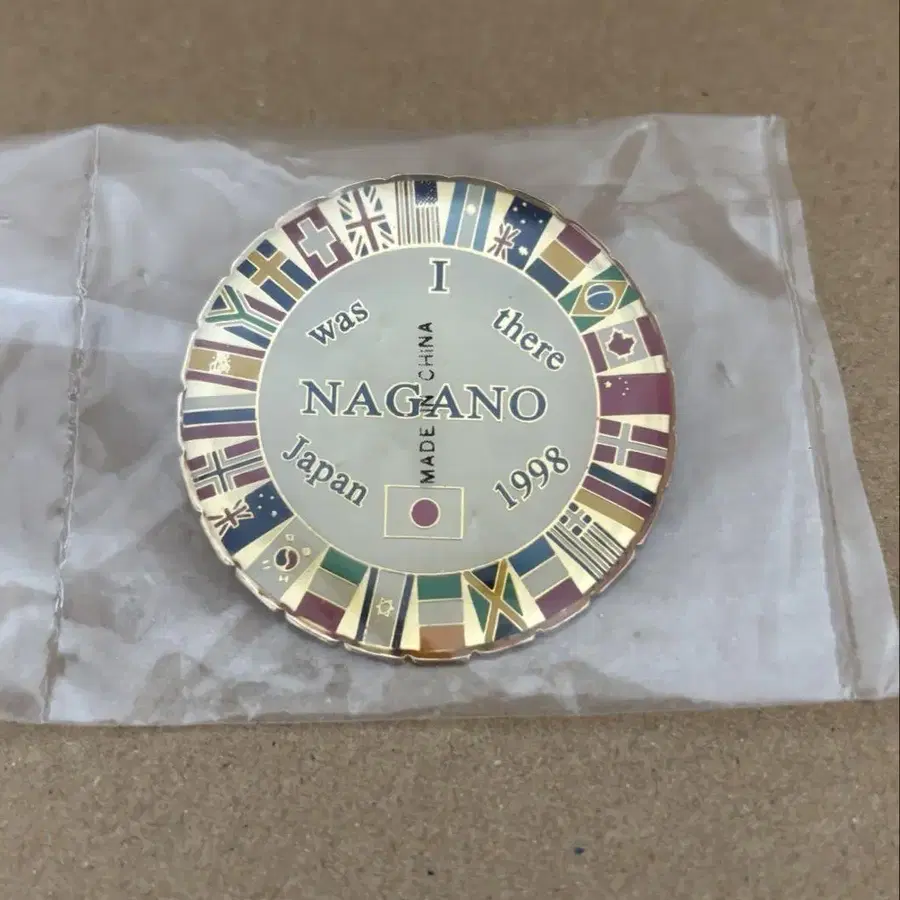 I
was there
NAGANO
Japan 1998
MADE IN CHINA